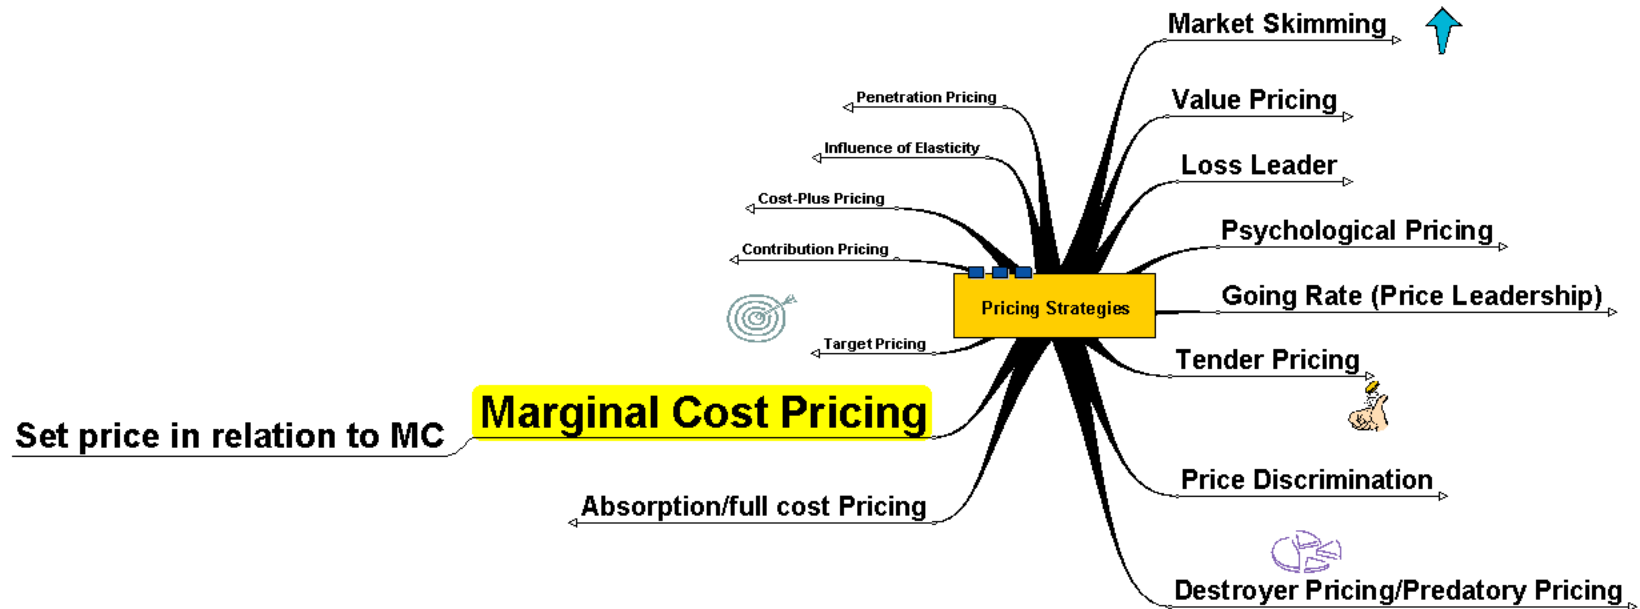 Market Skimming
Penetration Pricing
Value Pricing
Influence of Elasticity
Loss Leader
Cost-Plus Pricing
Psychological Pricing
Contribution Pricing
Going Rate (Price Leadership)
Pricing Strategies
Target Pricing
Tender Pricing
Marginal Cost Pricing
Set price in relation to MC
Price Discrimination
Absorption/full cost Pricing
Destroyer Pricing/Predatory Pricing